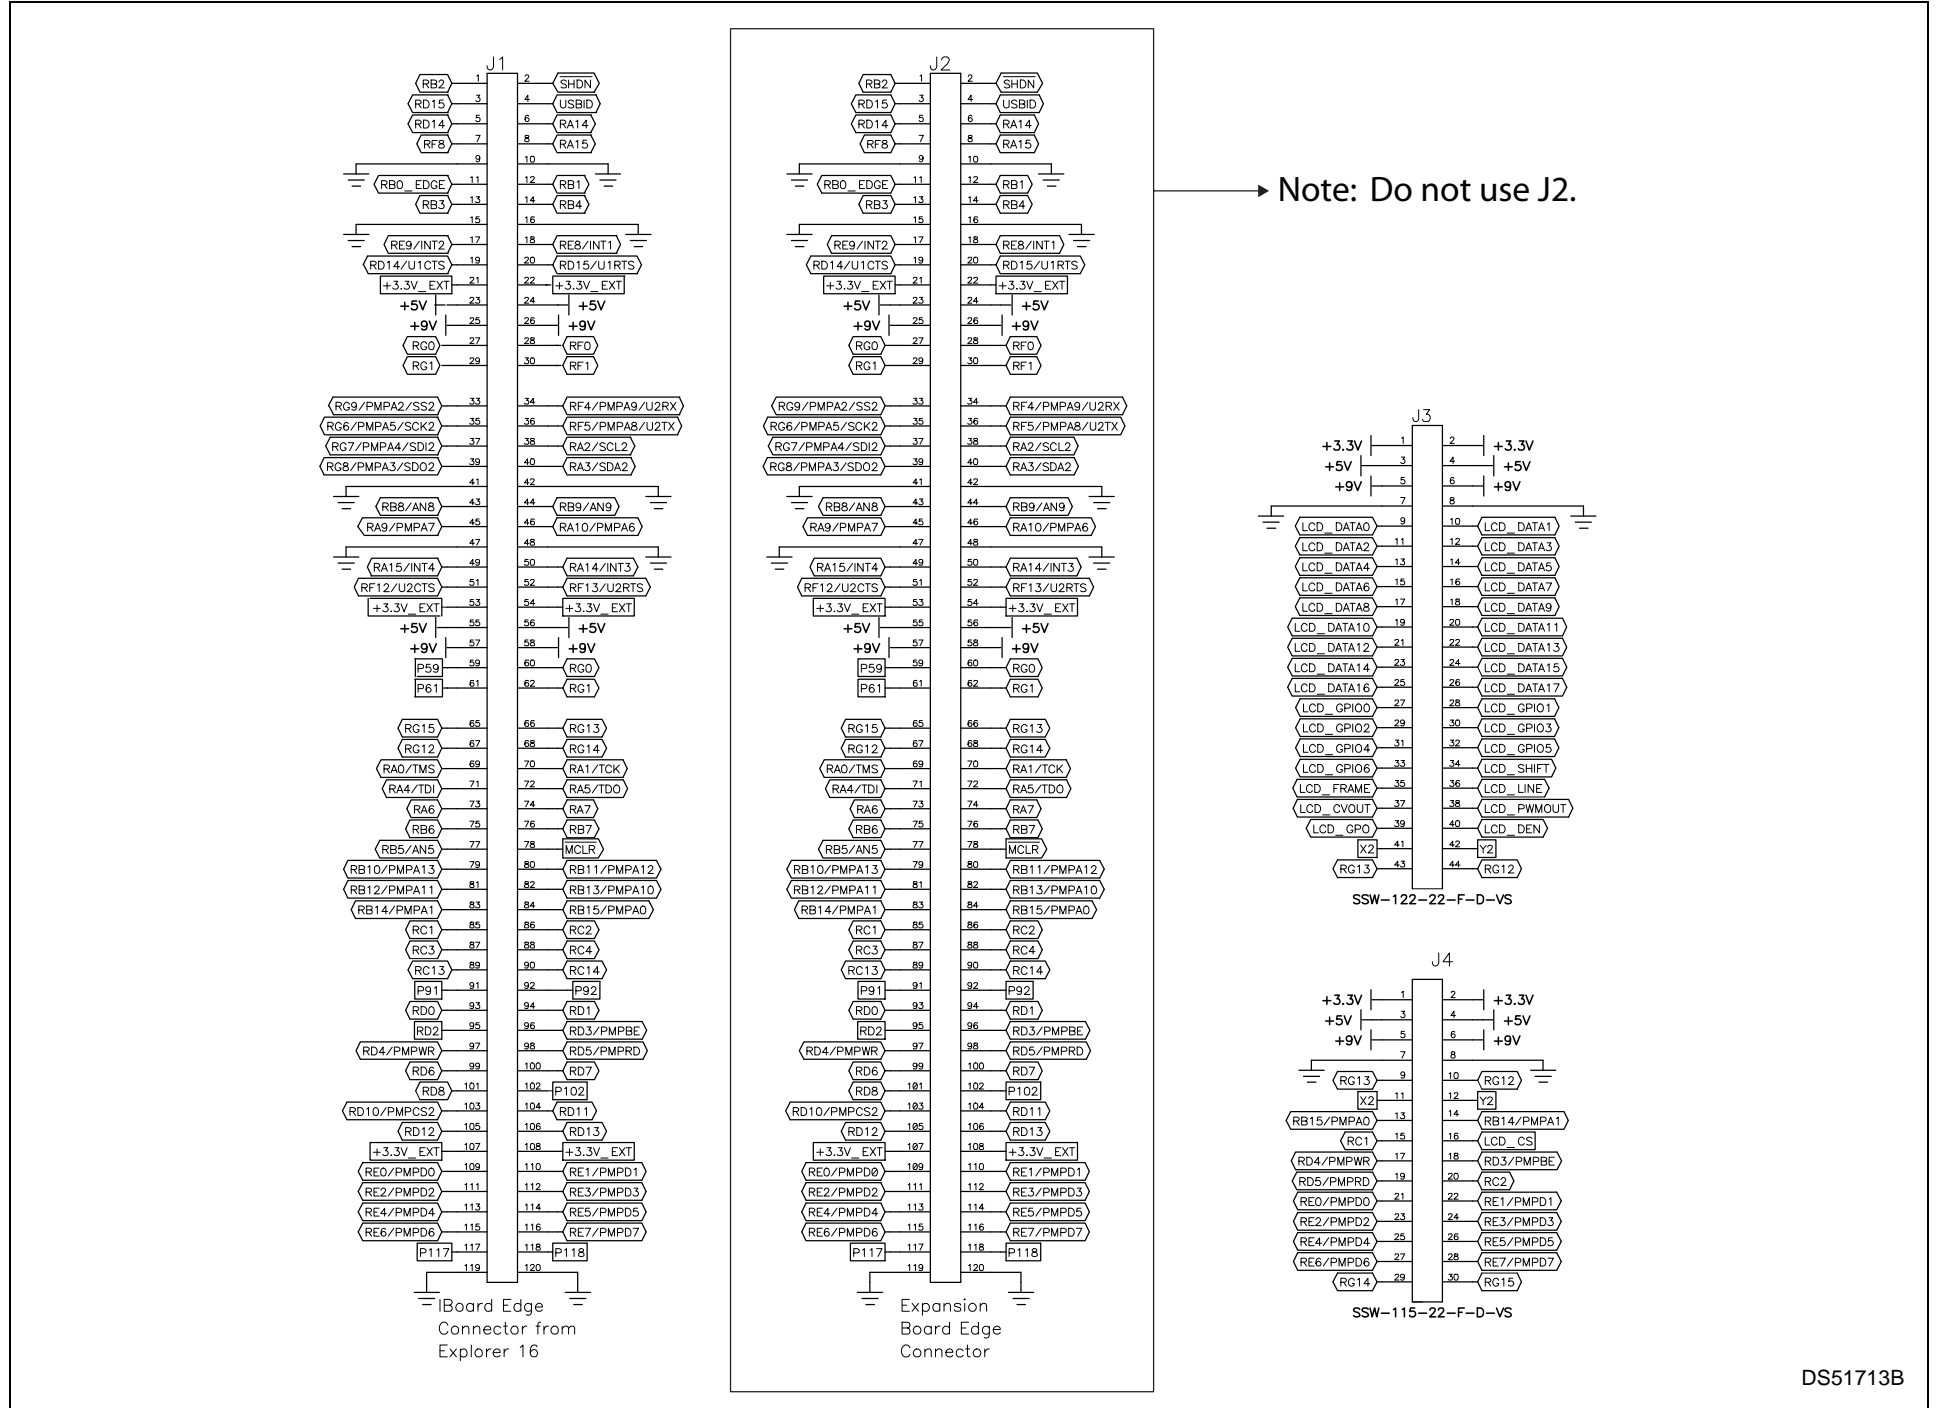 J1
RB2 1 2 SHDN
RD15 3 4 USBID
RD14 5 6 RA14
RF8 7 8 RA15
9 10
RB0_EDGE 11 12 RB1
RB3 13 14 RB4
15 16
RE9/INT2 17 18 RE8/INT1
RD14/U1CTS 19 20 RD15/U1RTS
+3.3V_EXT 21 22 +3.3V_EXT
+5V 23 24 +5V
+9V 25 26 +9V
RG0 27 28 RF0
RG1 29 30 RF1
RG9/PMPA2/SS2 33 34 RF4/PMPA9/U2RX
RG6/PMPA5/SCK2 35 36 RF5/PMPA8/U2TX
RG7/PMPA4/SDI2 37 38 RA2/SCL2
RG8/PMPA3/SDO2 39 40 RA3/SDA2
41 42
RB8/AN8 43 44 RB9/AN9
RA9/PMPA7 45 46 RA10/PMPA6
47 48
RA15/INT4 49 50 RA14/INT3
RF12/U2CTS 51 52 RF13/U2RTS
+3.3V_EXT 53 54 +3.3V_EXT
+5V 55 56 +5V
+9V 57 58 +9V
P59 59 60 RG0
P61 61 62 RG1
RG15 65 66 RG13
RG12 67 68 RG14
RA0/TMS 69 70 RA1/TCK
RA4/TDI 71 72 RA5/TDO
RA6 73 74 RA7
RB6 75 76 RB7
RB5/AN5 77 78 MCLR
RB10/PMPA13 79 80 RB11/PMPA12
RB12/PMPA11 81 82 RB13/PMPA10
RB14/PMPA1 83 84 RB15/PMPA0
RC1 85 86 RC2
RC3 87 88 RC4
RC13 89 90 RC14
P91 91 92 P92
RD0 93 94 RD1
RD2 95 96 RD3/PMPBE
RD4/PMPWR 97 98 RD5/PMPRD
RD6 99 100 RD7
RD8 101 102 P102
RD10/PMPCS2 103 104 RD11
RD12 105 106 RD13
+3.3V_EXT 107 108 +3.3V_EXT
RE0/PMPD0 109 110 RE1/PMPD1
RE2/PMPD2 111 112 RE3/PMPD3
RE4/PMPD4 113 114 RE5/PMPD5
RE6/PMPD6 115 116 RE7/PMPD7
P117 117 118 P118
119 120
IBoard Edge
Connector from
Explorer 16
J2
RB2 1 2 SHDN
RD15 3 4 USBID
RD14 5 6 RA14
RF8 7 8 RA15
9 10
RB0_EDGE 11 12 RB1
RB3 13 14 RB4
15 16
RE9/INT2 17 18 RE8/INT1
RD14/U1CTS 19 20 RD15/U1RTS
+3.3V_EXT 21 22 +3.3V_EXT
+5V 23 24 +5V
+9V 25 26 +9V
RG0 27 28 RF0
RG1 29 30 RF1
RG9/PMPA2/SS2 33 34 RF4/PMPA9/U2RX
RG6/PMPA5/SCK2 35 36 RF5/PMPA8/U2TX
RG7/PMPA4/SDI2 37 38 RA2/SCL2
RG8/PMPA3/SDO2 39 40 RA3/SDA2
41 42
RB8/AN8 43 44 RB9/AN9
RA9/PMPA7 45 46 RA10/PMPA6
47 48
RA15/INT4 49 50 RA14/INT3
RF12/U2CTS 51 52 RF13/U2RTS
+3.3V_EXT 53 54 +3.3V_EXT
+5V 55 56 +5V
+9V 57 58 +9V
P59 59 60 RG0
P61 61 62 RG1
RG15 65 66 RG13
RG12 67 68 RG14
RA0/TMS 69 70 RA1/TCK
RA4/TDI 71 72 RA5/TDO
RA6 73 74 RA7
RB6 75 76 RB7
RB5/AN5 77 78 MCLR
RB10/PMPA13 79 80 RB11/PMPA12
RB12/PMPA11 81 82 RB13/PMPA10
RB14/PMPA1 83 84 RB15/PMPA0
RC1 85 86 RC2
RC3 87 88 RC4
RC13 89 90 RC14
P91 91 92 P92
RD0 93 94 RD1
RD2 95 96 RD3/PMPBE
RD4/PMPWR 97 98 RD5/PMPRD
RD6 99 100 RD7
RD8 101 102 P102
RD10/PMPCS2 103 104 RD11
RD12 105 106 RD13
+3.3V_EXT 107 108 +3.3V_EXT
RE0/PMPD0 109 110 RE1/PMPD1
RE2/PMPD2 111 112 RE3/PMPD3
RE4/PMPD4 113 114 RE5/PMPD5
RE6/PMPD6 115 116 RE7/PMPD7
P117 117 118 P118
119 120
Expansion
Board Edge
Connector
Note: Do not use J2.
J3
+3.3V 1 2 +3.3V
+5V 3 4 +5V
+9V 5 6 +9V
7 8
LCD_DATA0 9 10 LCD_DATA1
LCD_DATA2 11 12 LCD_DATA3
LCD_DATA4 13 14 LCD_DATA5
LCD_DATA6 15 16 LCD_DATA7
LCD_DATA8 17 18 LCD_DATA9
LCD_DATA10 19 20 LCD_DATA11
LCD_DATA12 21 22 LCD_DATA13
LCD_DATA14 23 24 LCD_DATA15
LCD_DATA16 25 26 LCD_DATA17
LCD_GPIO0 27 28 LCD_GPIO1
LCD_GPIO2 29 30 LCD_GPIO3
LCD_GPIO4 31 32 LCD_GPIO5
LCD_GPIO6 33 34 LCD_SHIFT
LCD_FRAME 35 36 LCD_LINE
LCD_CVOUT 37 38 LCD_PWMOUT
LCD_GPO 39 40 LCD_DEN
X2 41 42 Y2
RG13 43 44 RG12
SSW-122-22-F-D-VS
J4
+3.3V 1 2 +3.3V
+5V 3 4 +5V
+9V 5 6 +9V
7 8
RG13 9 10 RG12
X2 11 12 Y2
RB15/PMPA0 13 14 RB14/PMPA1
RC1 15 16 LCD_CS
RD4/PMPWR 17 18 RD3/PMPBE
RD5/PMPRD 19 20 RC2
RE0/PMPD0 21 22 RE1/PMPD1
RE2/PMPD2 23 24 RE3/PMPD3
RE4/PMPD4 25 26 RE5/PMPD5
RE6/PMPD6 27 28 RE7/PMPD7
RG14 29 30 RG15
SSW-115-22-F-D-VS
DS51713B